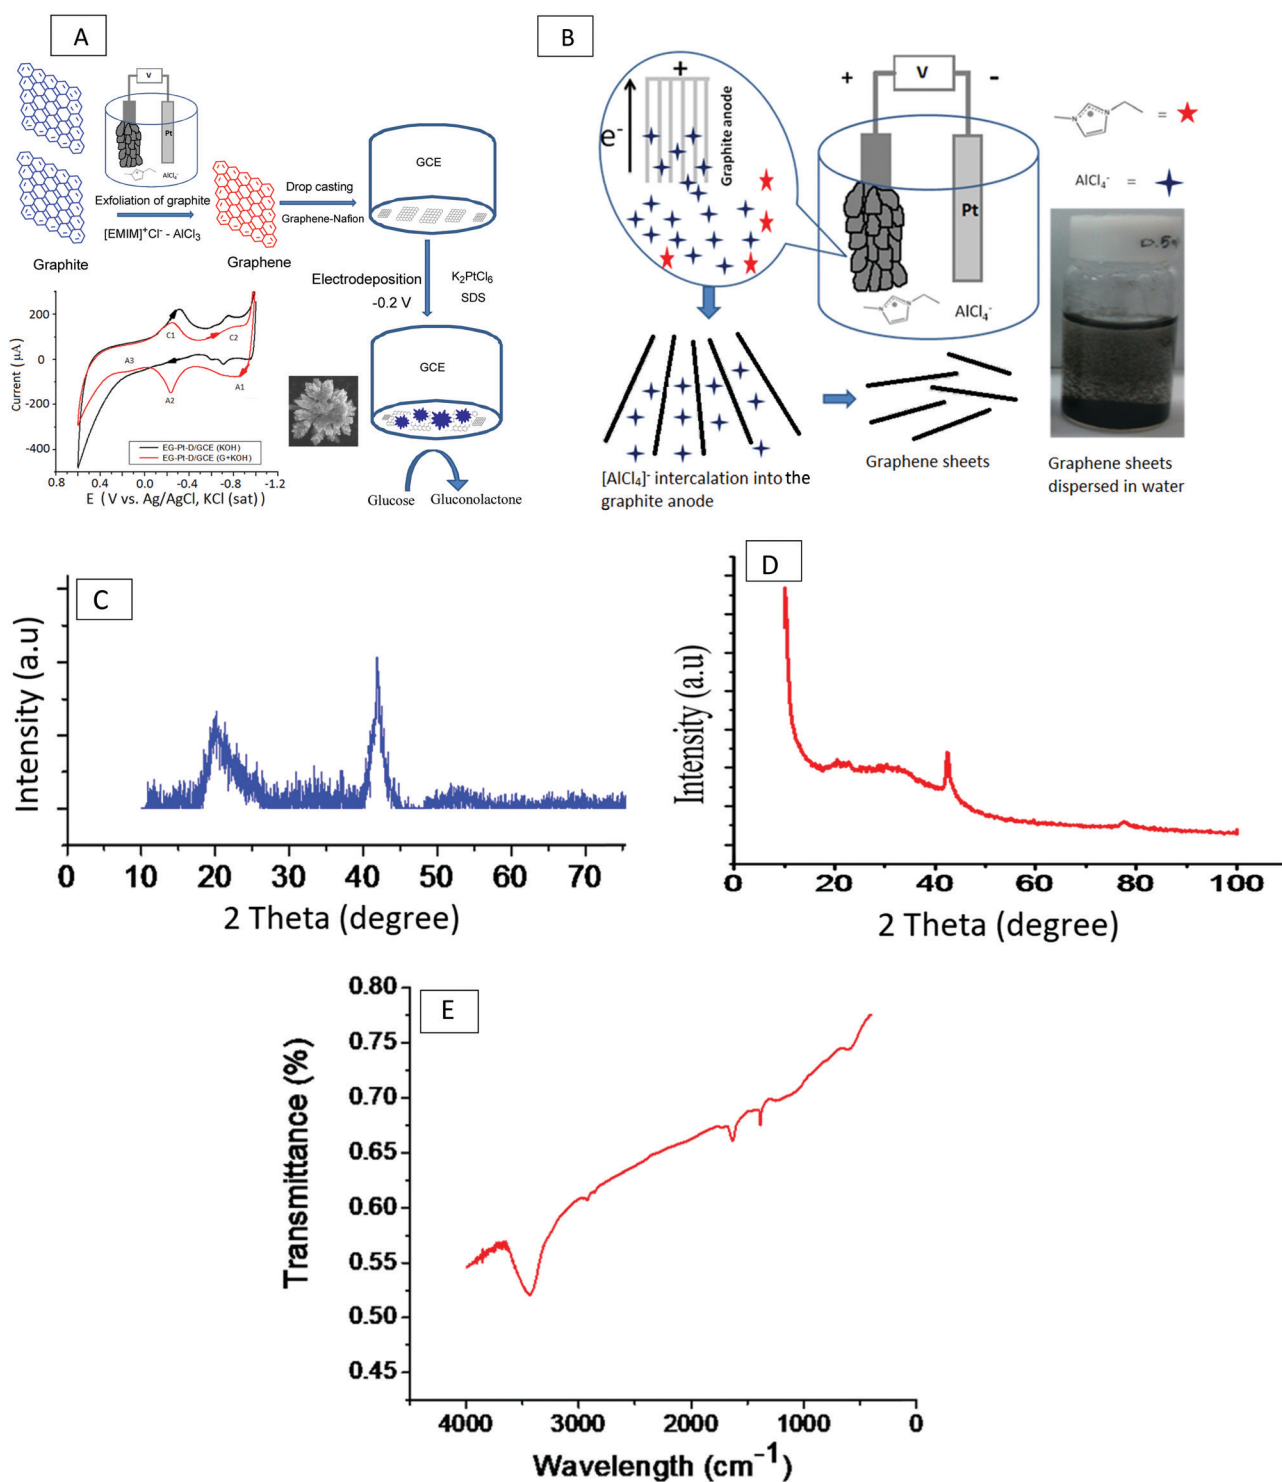 A
V
Pt
AlCl₄⁻
Exfoliation of graphite
[EMIM]⁺Cl⁻ - AlCl₃
Graphite
Graphene
Drop casting
Graphene-Nafion
GCE
Electrodeposition
-0.2 V
K₂PtCl₆
SDS
GCE
Glucose
Gluconolactone
Current (µA)
200
0
-200
-400
C1
C2
A3
A2
A1
EG-Pt-D/GCE (KOH)
EG-Pt-D/GCE (G+KOH)
0.8 0.4 0.0 -0.4 -0.8 -1.2
E ( V vs. Ag/AgCl, KCl (sat) )
B
+
e⁻
Graphite anode
+
V
-
Pt
N
N
AlCl₄⁻
N
N
=
AlCl₄⁻ =
D.5
[AlCl₄]⁻ intercalation into the
graphite anode
Graphene sheets
Graphene sheets
dispersed in water
C
Intensity (a.u)
0 10 20 30 40 50 60 70
2 Theta (degree)
D
Intensity (a.u)
0 20 40 60 80 100
2 Theta (degree)
E
Transmittance (%)
0.80
0.75
0.70
0.65
0.60
0.55
0.50
0.45
4000 3000 2000 1000 0
Wavelength (cm⁻¹)